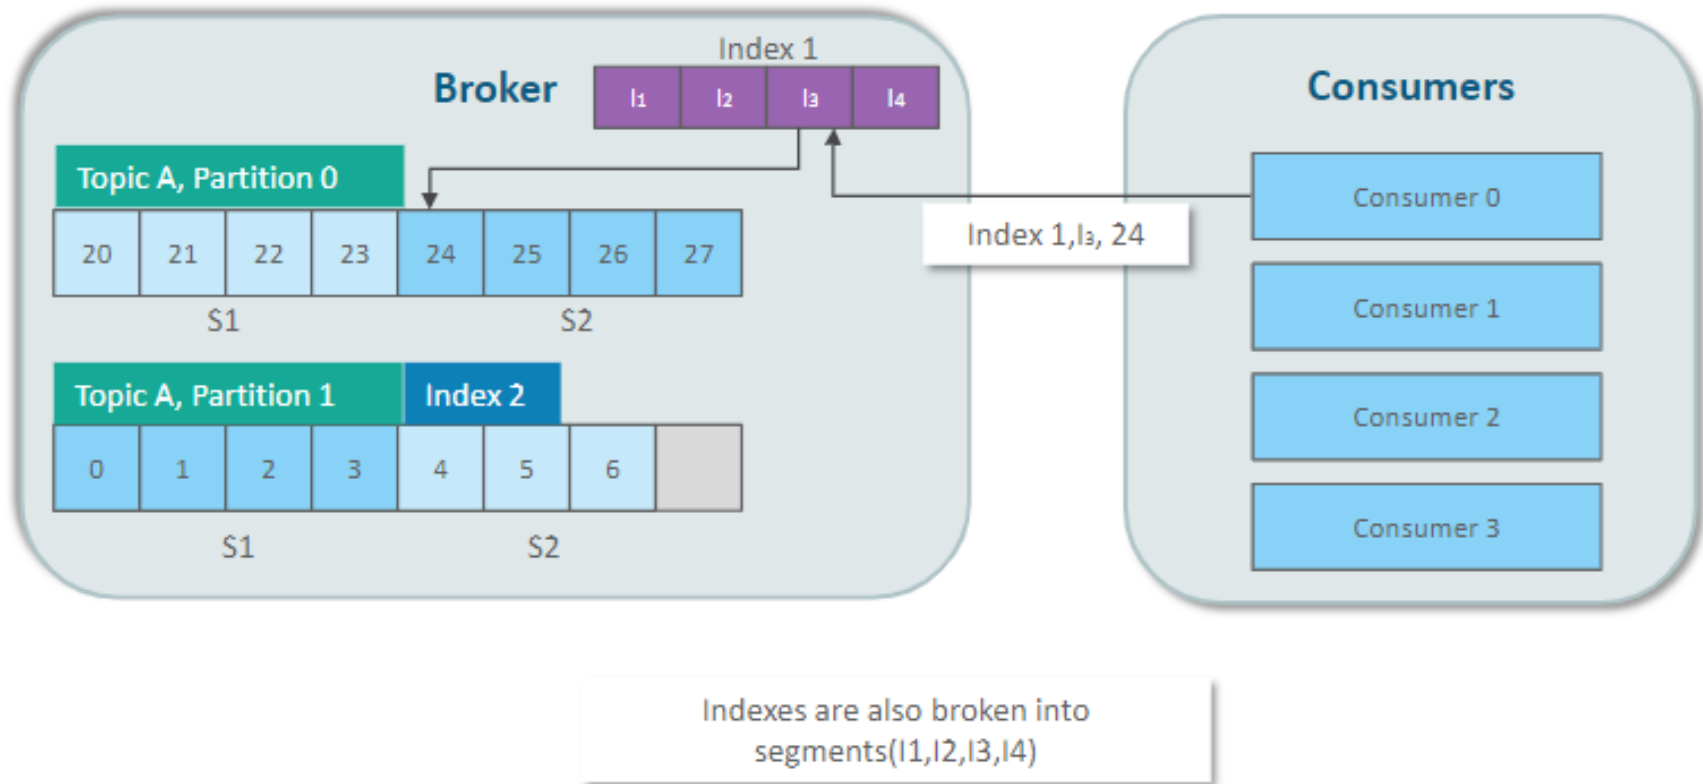 Index 1
Broker
I₁ I₂ I₃ I₄
Topic A, Partition 0
20 21 22 23 24 25 26 27
S1 S2
Topic A, Partition 1 Index 2
0 1 2 3 4 5 6
S1 S2
Index 1,I₃, 24
Consumers
Consumer 0
Consumer 1
Consumer 2
Consumer 3
Indexes are also broken into
segments(I1,I2,I3,I4)